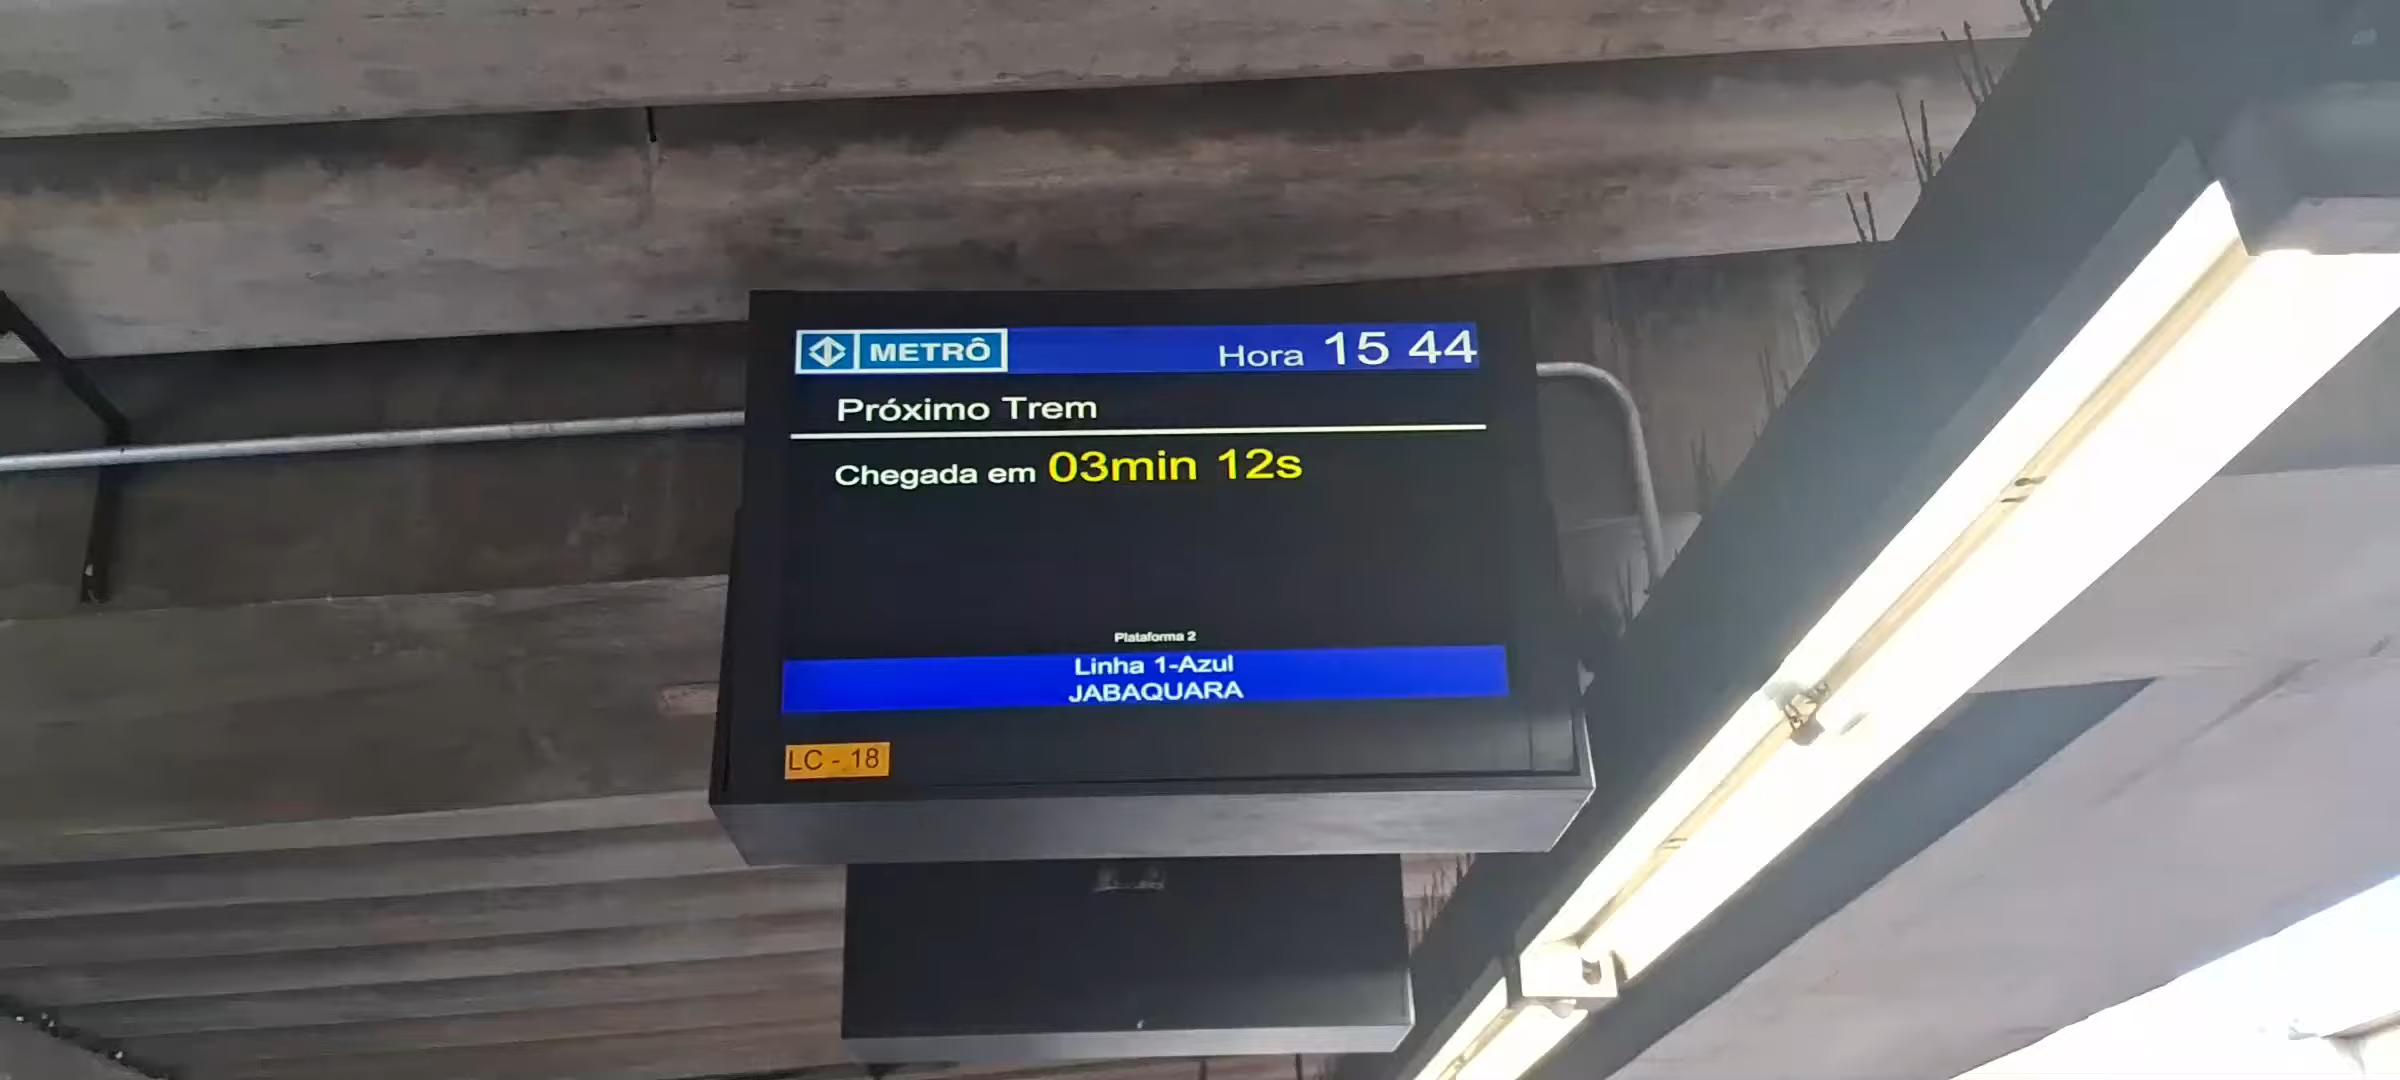 METRÔ Hora 15 44
Próximo Trem
Chegada em 03min 12s
Plataforma 2
Linha 1-Azul
JABAQUARA
LC - 18